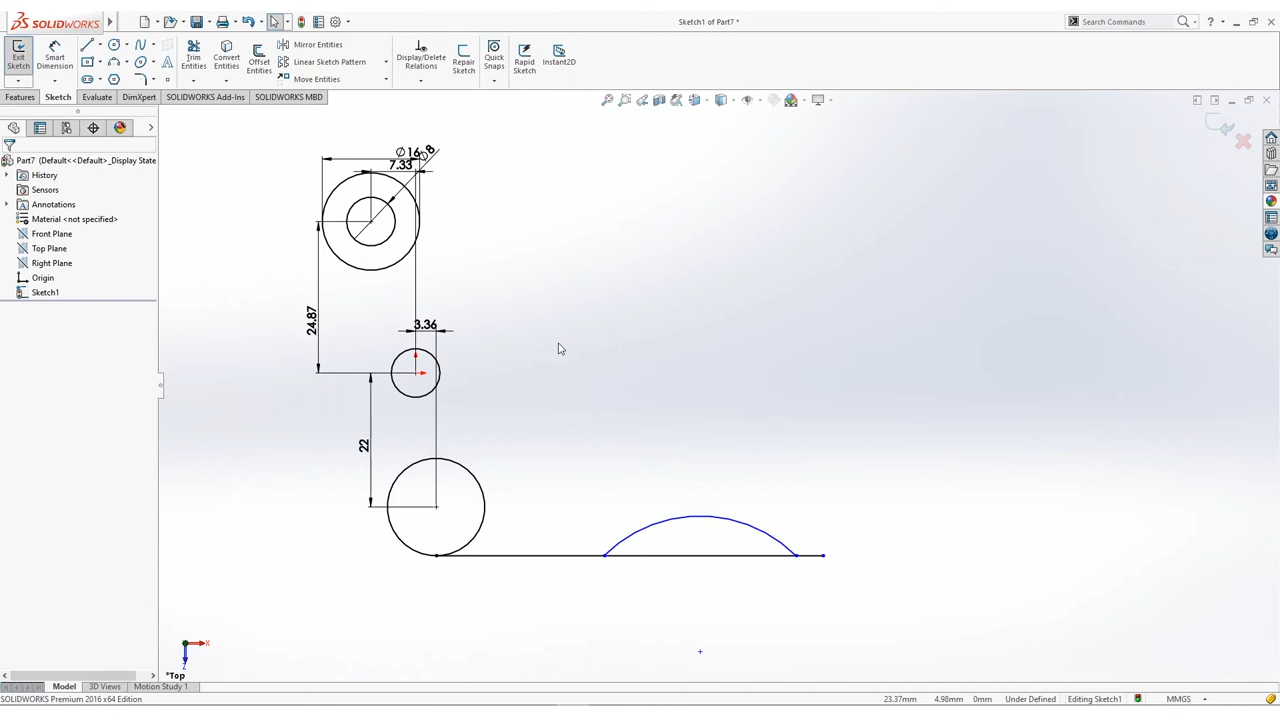 SOLIDWORKS
Sketch1 of Part7 *
Search Commands
Exit Sketch
Smart Dimension
Trim Entities
Convert Entities
Offset Entities
Mirror Entities
Linear Sketch Pattern
Move Entities
Display/Delete Relations
Repair Sketch
Quick Snaps
Rapid Sketch
Instant2D
Features
Sketch
Evaluate
DimXpert
SOLIDWORKS Add-Ins
SOLIDWORKS MBD
Part7 (Default<<Default>_Display State
History
Sensors
Annotations
Material <not specified>
Front Plane
Top Plane
Right Plane
Origin
Sketch1
Ø16
Ø8
7.33
24.87
3.36
22
X
Z
*Top
Model
3D Views
Motion Study 1
SOLIDWORKS Premium 2016 x64 Edition
23.37mm
4.98mm
0mm
Under Defined
Editing Sketch1
MMGS